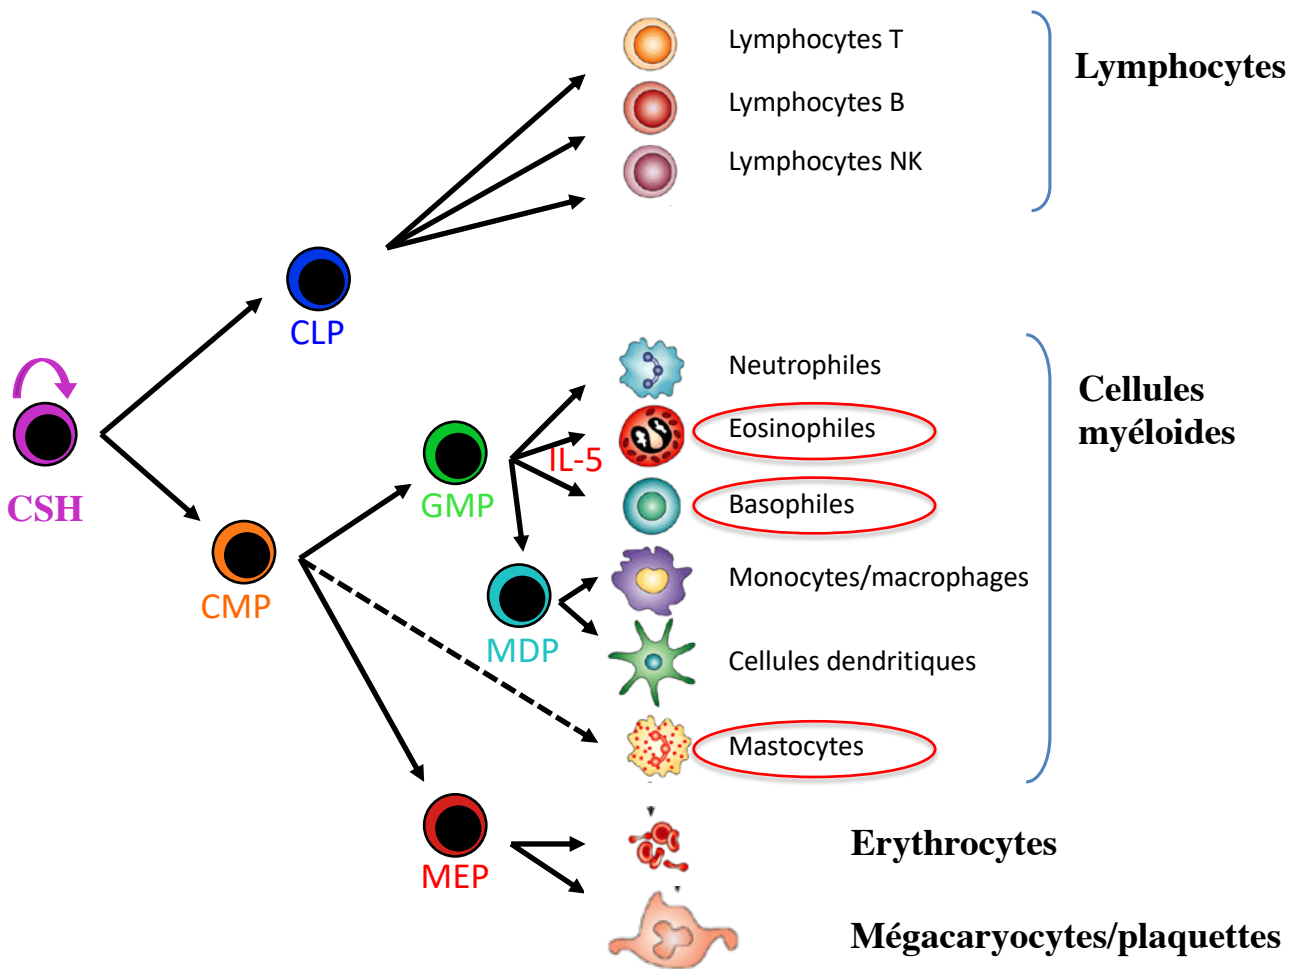 Lymphocytes T
Lymphocytes B
Lymphocytes NK
Lymphocytes
CLP
CSH
CMP
GMP
IL-5
MDP
MEP
Neutrophiles
Eosinophiles
Basophiles
Monocytes/macrophages
Cellules dendritiques
Mastocytes
Cellules
myéloides
Erythrocytes
Mégacaryocytes/plaquettes